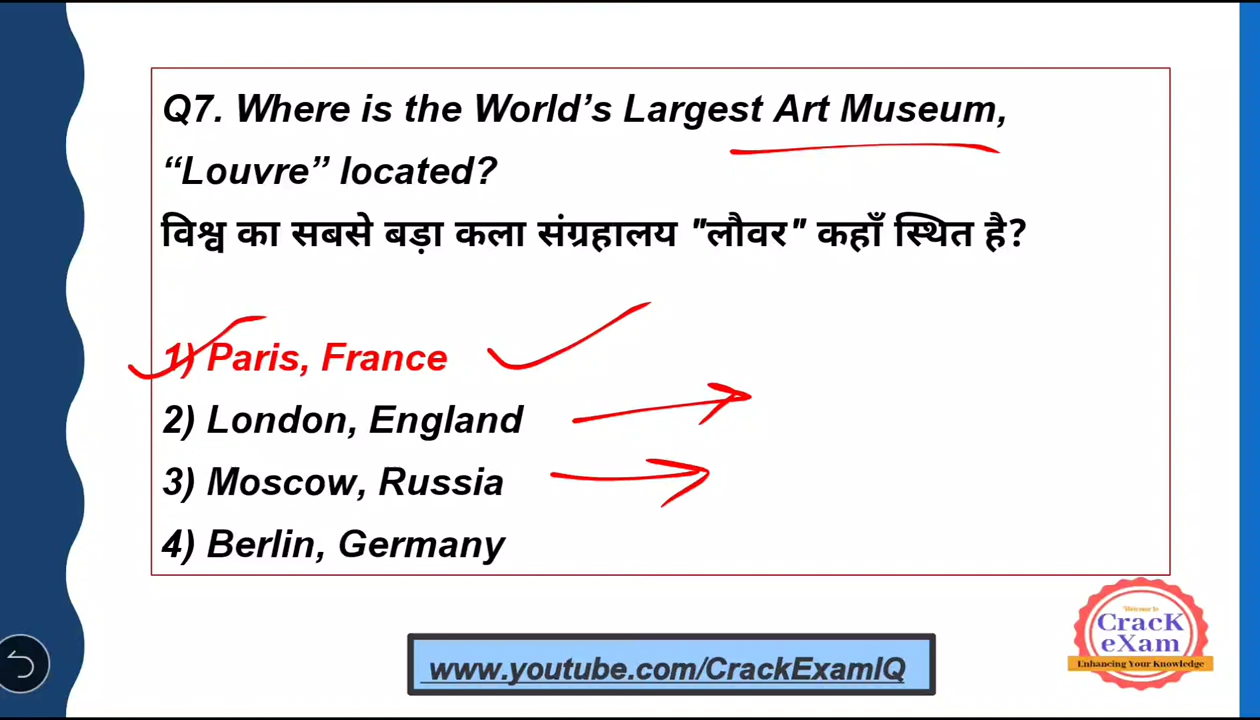 Q7. Where is the World’s Largest Art Museum,
“Louvre” located?
विश्व का सबसे बड़ा कला संग्रहालय "लौवर" कहाँ स्थित है?
1) Paris, France
2) London, England
3) Moscow, Russia
4) Berlin, Germany
Welcome to
CracK
eXam
Enhancing Your Knowledge
www.youtube.com/CrackExamIQ